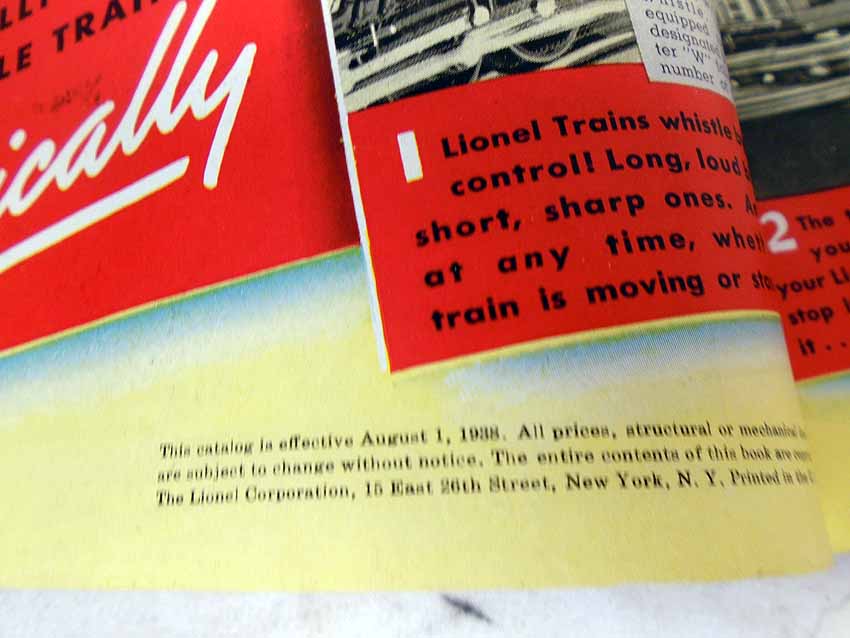 LE TRAI
ically
whistle
equipped
designated
ter "W"
number o
1 Lionel Trains whistle b
control! Long, loud
short, sharp ones.
at any time, whet
train is moving or sta
2 The t
you
your Li
stop
it . .
This catalog is effective August 1, 1938. All prices, structural or mechanical
are subject to change without notice. The entire contents of this book are
The Lionel Corporation, 15 East 26th Street, New York, N. Y. Printed in the